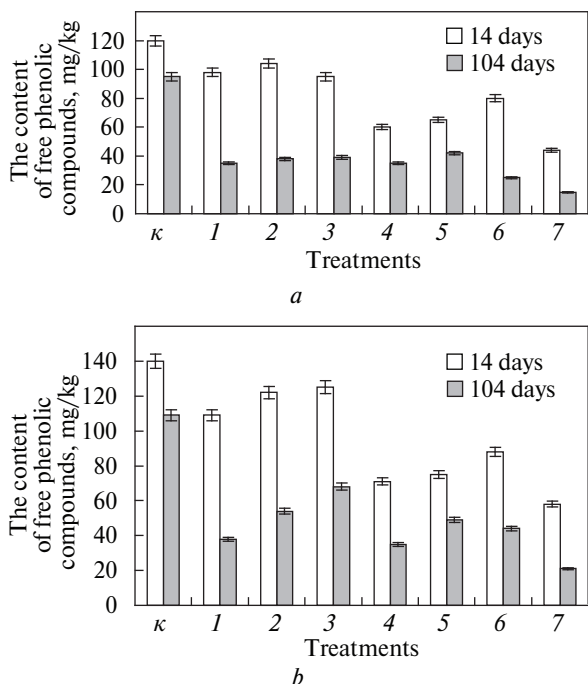 The content
of free phenolic
compounds, mg/kg
120
100
80
60
40
20
0
14 days
104 days
к 1 2 3 4 5 6 7
Treatments
a
The content
of free phenolic
compounds, mg/kg
140
120
100
80
60
40
20
0
14 days
104 days
к 1 2 3 4 5 6 7
Treatments
b